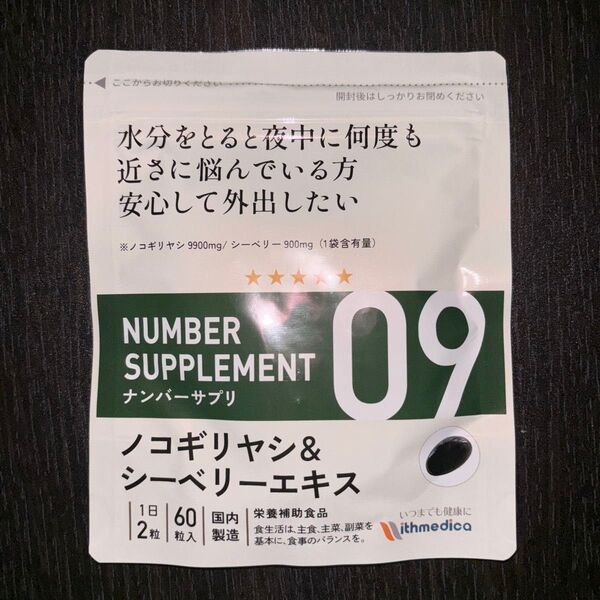 ここからお切りください
開封後はしっかりお閉めください
水分をとると夜中に何度も
近さに悩んでいる方
安心して外出したい
※ノコギリヤシ 9900mg/ シーベリー 900mg（1袋含有量）
NUMBER
SUPPLEMENT
ナンバーサプリ
09
ノコギリヤシ&
シーベリーエキス
1日
2粒
60
粒入
国内
製造
栄養補助食品
食生活は、主食、主菜、副菜を
基本に、食事のバランスを。
いつまでも健康に
Withmedica